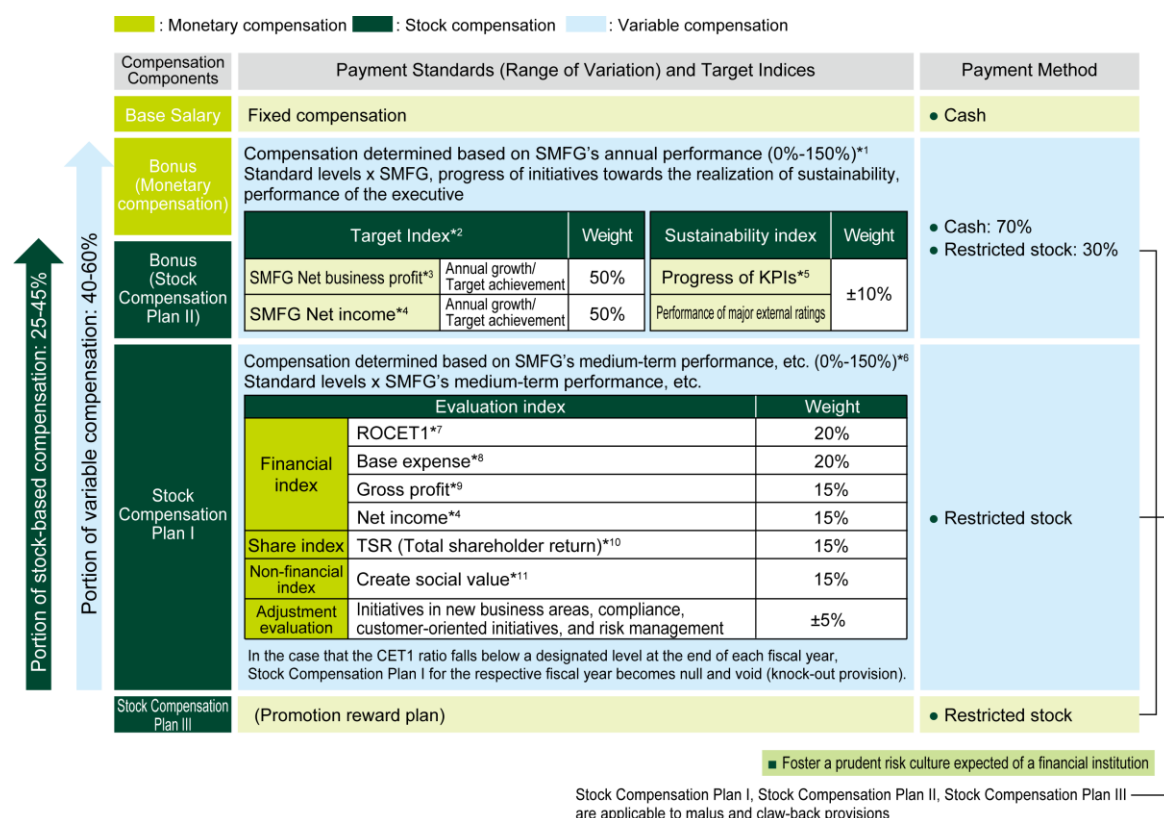 : Monetary compensation : Stock compensation : Variable compensation
Compensation
Components
Payment Standards (Range of Variation) and Target Indices
Payment Method
Base Salary
Fixed compensation
● Cash
Portion of stock-based compensation: 25-45%
Portion of variable compensation: 40-60%
Bonus
(Monetary
compensation)
Bonus
(Stock
Compensation
Plan II)
Compensation determined based on SMFG's annual performance (0%-150%)*1
Standard levels x SMFG, progress of initiatives towards the realization of sustainability,
performance of the executive
Target Index*2 Weight
SMFG Net business profit*3 Annual growth/
Target achievement 50%
SMFG Net income*4 Annual growth/
Target achievement 50%
Sustainability index Weight
Progress of KPIs*5
Performance of major external ratings
±10%
● Cash: 70%
● Restricted stock: 30%
Stock
Compensation
Plan I
Compensation determined based on SMFG's medium-term performance, etc. (0%-150%)*6
Standard levels x SMFG's medium-term performance, etc.
Evaluation index Weight
Financial
index
ROCET1*7 20%
Base expense*8 20%
Gross profit*9 15%
Net income*4 15%
Share index TSR (Total shareholder return)*10 15%
Non-financial
index
Create social value*11 15%
Adjustment
evaluation
Initiatives in new business areas, compliance,
customer-oriented initiatives, and risk management
±5%
In the case that the CET1 ratio falls below a designated level at the end of each fiscal year,
Stock Compensation Plan I for the respective fiscal year becomes null and void (knock-out provision).
● Restricted stock
Stock Compensation
Plan III
(Promotion reward plan)
● Restricted stock
■ Foster a prudent risk culture expected of a financial institution
Stock Compensation Plan I, Stock Compensation Plan II, Stock Compensation Plan III
are applicable to malus and claw-back provisions